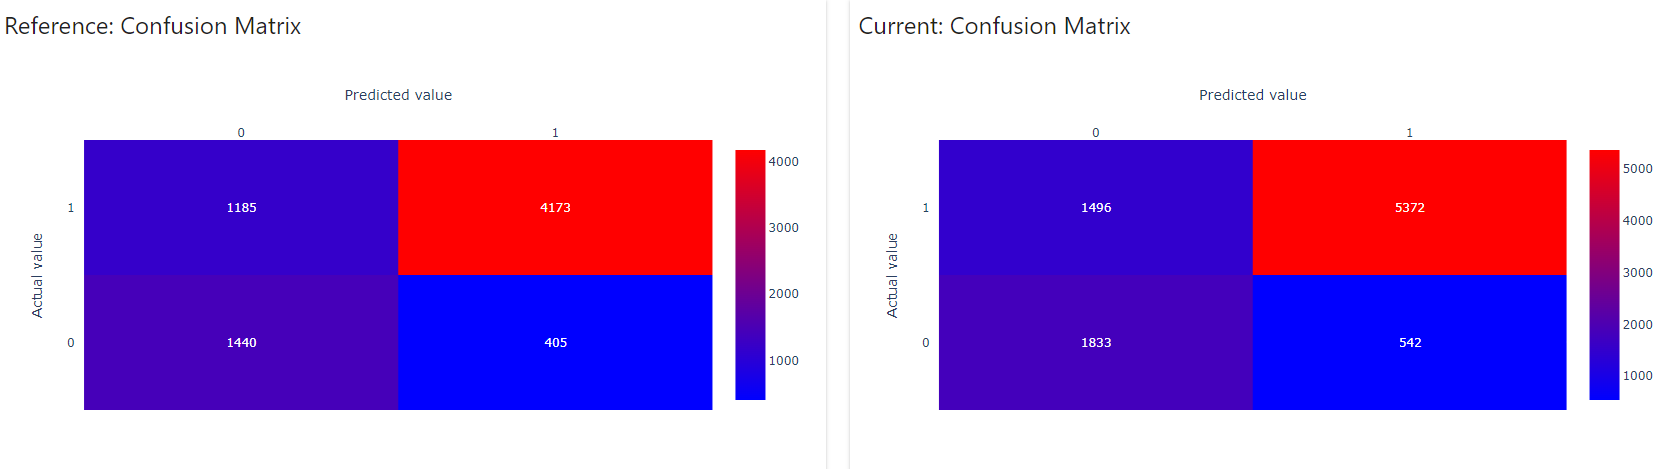 Reference: Confusion Matrix
Predicted value
0 1
1 1185 4173
0 1440 405
Actual value
4000
3000
2000
1000
Current: Confusion Matrix
Predicted value
0 1
1 1496 5372
0 1833 542
Actual value
5000
4000
3000
2000
1000